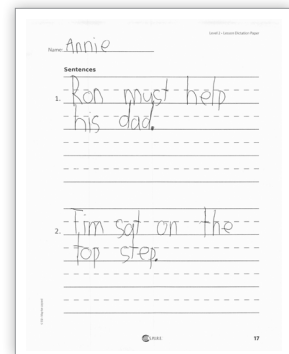 Level 2 - Lesson Dictation Paper
Name: Annie
Sentences
1. Ron must help
his dad.
2. Tim sat on the
top step.
17